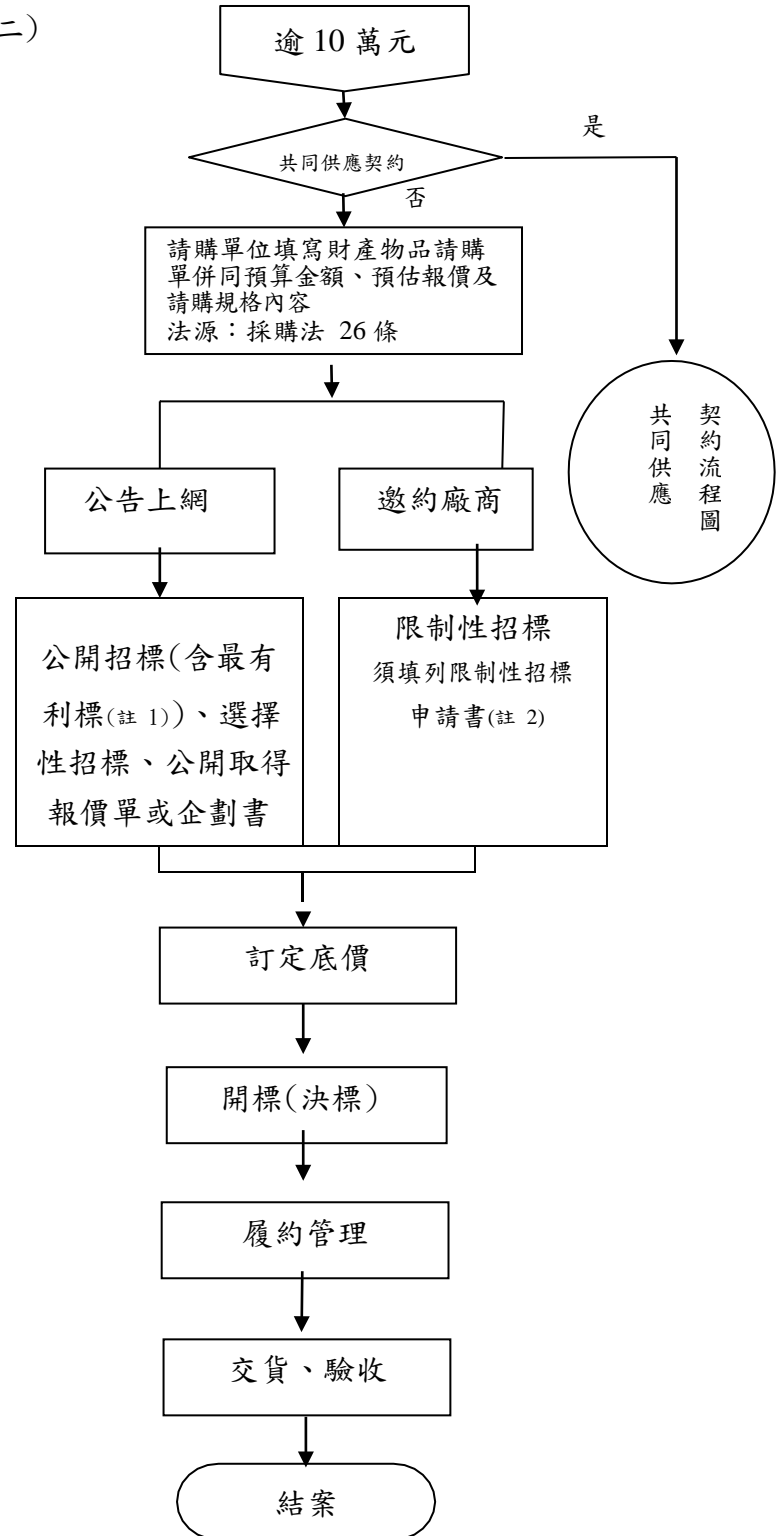 二)
逾 10 萬元
是
共同供應契約
否
請購單位填寫財產物品請購
單併同預算金額、預估報價及
請購規格內容
法源：採購法 26 條
共同供應
契約流程圖
公告上網
邀約廠商
公開招標(含最有
利標(註 1))、選擇
性招標、公開取得
報價單或企劃書
限制性招標
須填列限制性招標
申請書(註 2)
訂定底價
開標(決標)
履約管理
交貨、驗收
結案